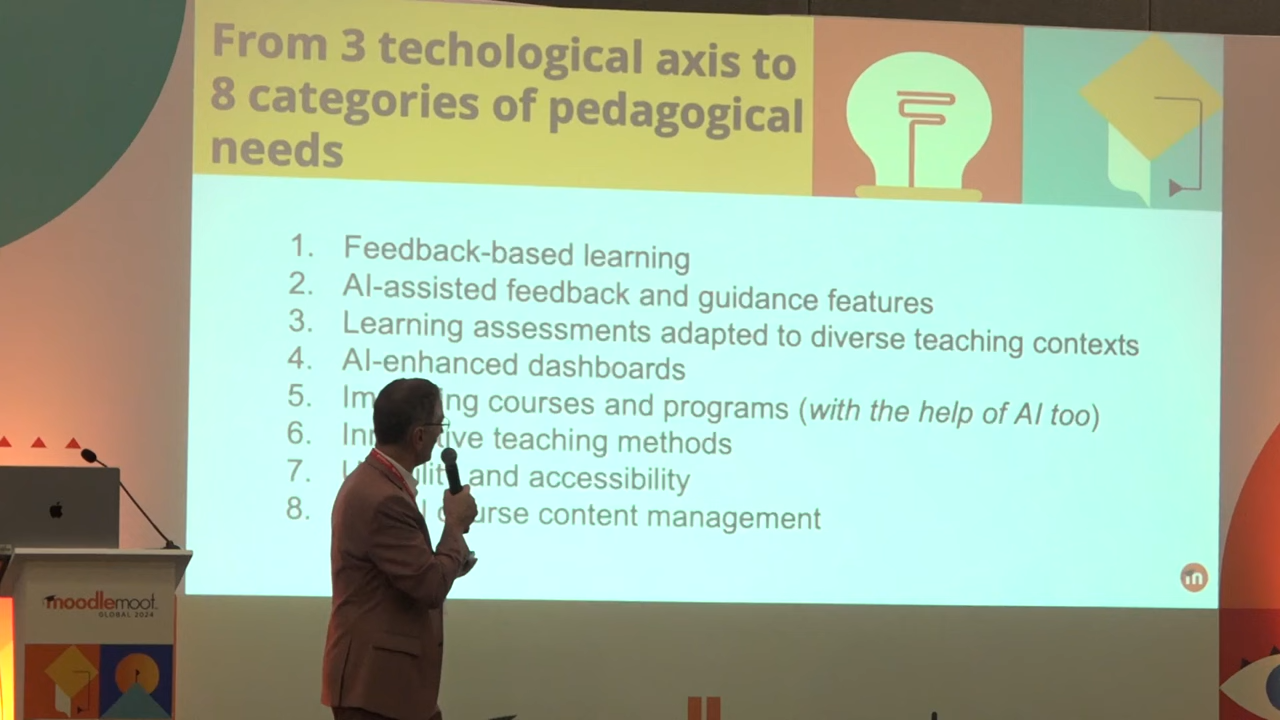 From 3 techological axis to
8 categories of pedagogical
needs
1. Feedback-based learning
2. AI-assisted feedback and guidance features
3. Learning assessments adapted to diverse teaching contexts
4. AI-enhanced dashboards
5. courses and programs (with the help of AI too)
6. teaching methods
7. and accessibility
8. content management
moodlemoot
GLOBAL 2024